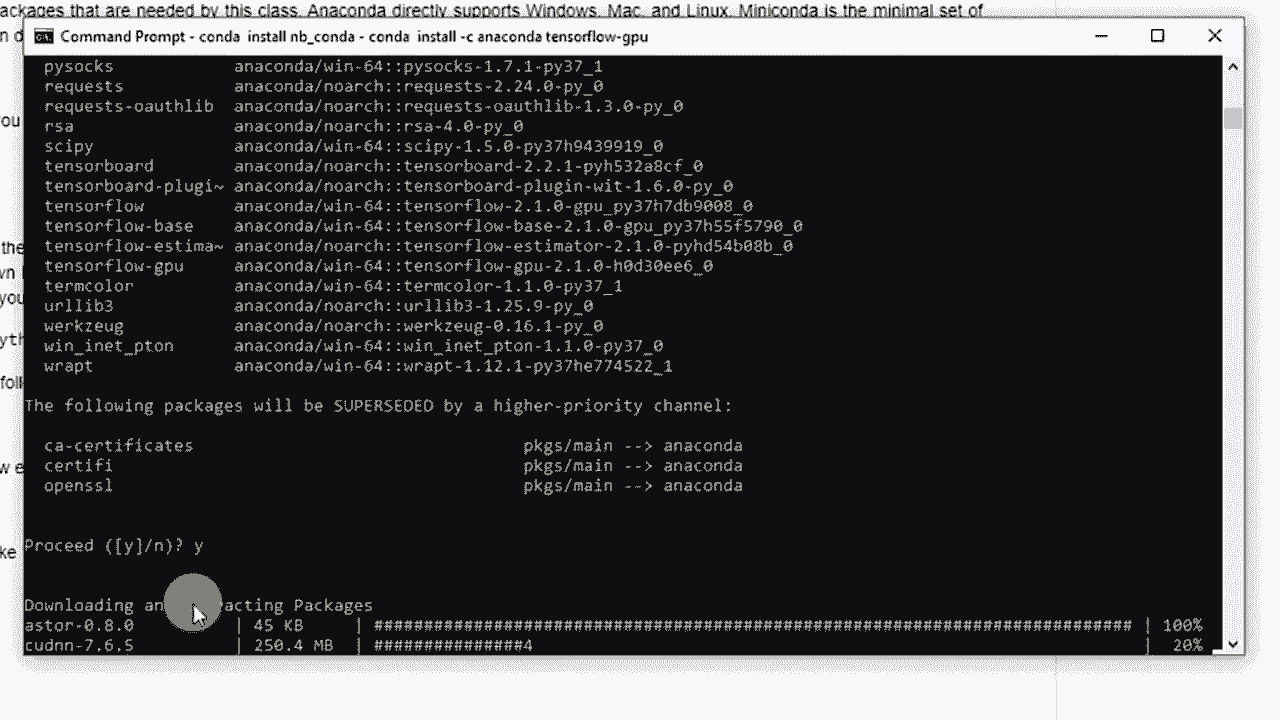 ackages that are needed by this class. Anaconda directly supports Windows, Mac, and Linux. Miniconda is the minimal set of
Command Prompt - conda install nb_conda - conda install -c anaconda tensorflow-gpu
pysocks anaconda/win-64::pysocks-1.7.1-py37_1
requests anaconda/noarch::requests-2.24.0-py_0
requests-oauthlib anaconda/noarch::requests-oauthlib-1.3.0-py_0
you
rsa anaconda/noarch::rsa-4.0-py_0
scipy anaconda/win-64::scipy-1.5.0-py37h9439919_0
tensorboard anaconda/noarch::tensorboard-2.2.1-pyh532a8cf_0
tensorboard-plugi~ anaconda/noarch::tensorboard-plugin-wit-1.6.0-py_0
tensorflow anaconda/win-64::tensorflow-2.1.0-gpu_py37h7db9008_0
tensorflow-base anaconda/win-64::tensorflow-base-2.1.0-gpu_py37h55f5790_0
the
tensorflow-estima~ anaconda/noarch::tensorflow-estimator-2.1.0-pyhd54b08b_0
wn
tensorflow-gpu anaconda/win-64::tensorflow-gpu-2.1.0-h0d30ee6_0
termcolor anaconda/win-64::termcolor-1.1.0-py37_1
you
urllib3 anaconda/noarch::urllib3-1.25.9-py_0
werkzeug anaconda/noarch::werkzeug-0.16.1-py_0
yth
win_inet_pton anaconda/win-64::win_inet_pton-1.1.0-py37_0
wrapt anaconda/win-64::wrapt-1.12.1-py37he774522_1
foll
The following packages will be SUPERSEDED by a higher-priority channel:
ca-certificates pkgs/main --> anaconda
certifi pkgs/main --> anaconda
w e
openssl pkgs/main --> anaconda
Proceed ([y]/n)? y
ke
Downloading an acting Packages
astor-0.8.0 | 45 KB | ############################################################################ | 100%
cudnn-7.6.5 | 250.4 MB | ###############4 | 20%